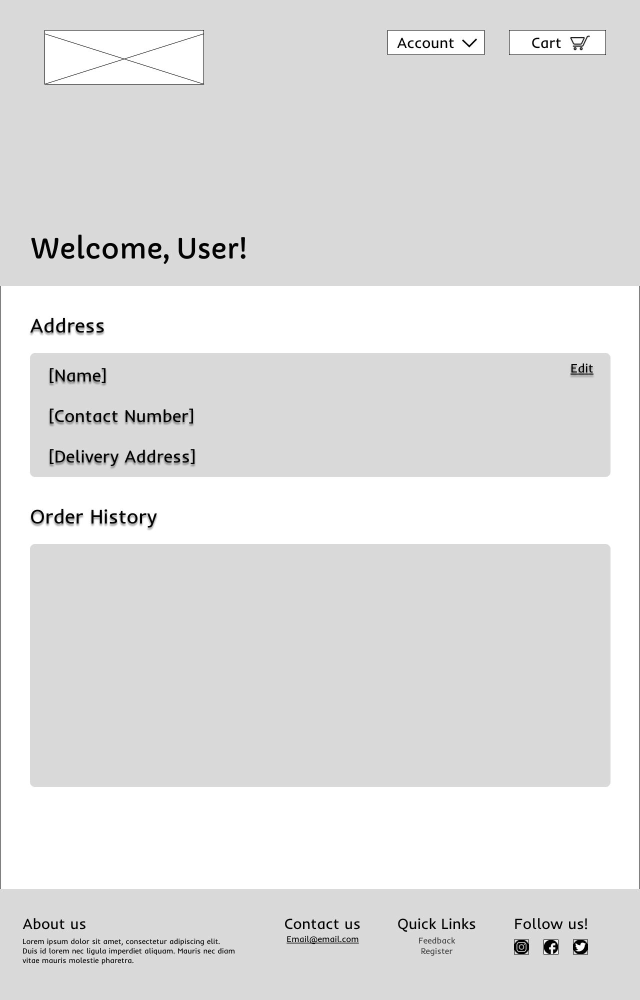 Account
Cart
Welcome, User!
Address
[Name]
Edit
[Contact Number]
[Delivery Address]
Order History
About us
Lorem ipsum dolor sit amet, consectetur adipiscing elit.
Duis id lorem nec ligula imperdiet aliquam. Mauris nec diam
vitae mauris molestie pharetra.
Contact us
Email@email.com
Quick Links
Feedback
Register
Follow us!